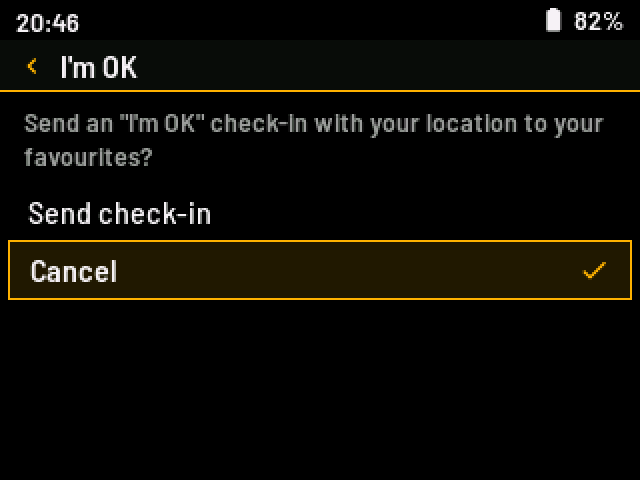 20:46
82%
I'm OK
Send an "I'm OK" check-in with your location to your
favourites?
Send check-in
Cancel